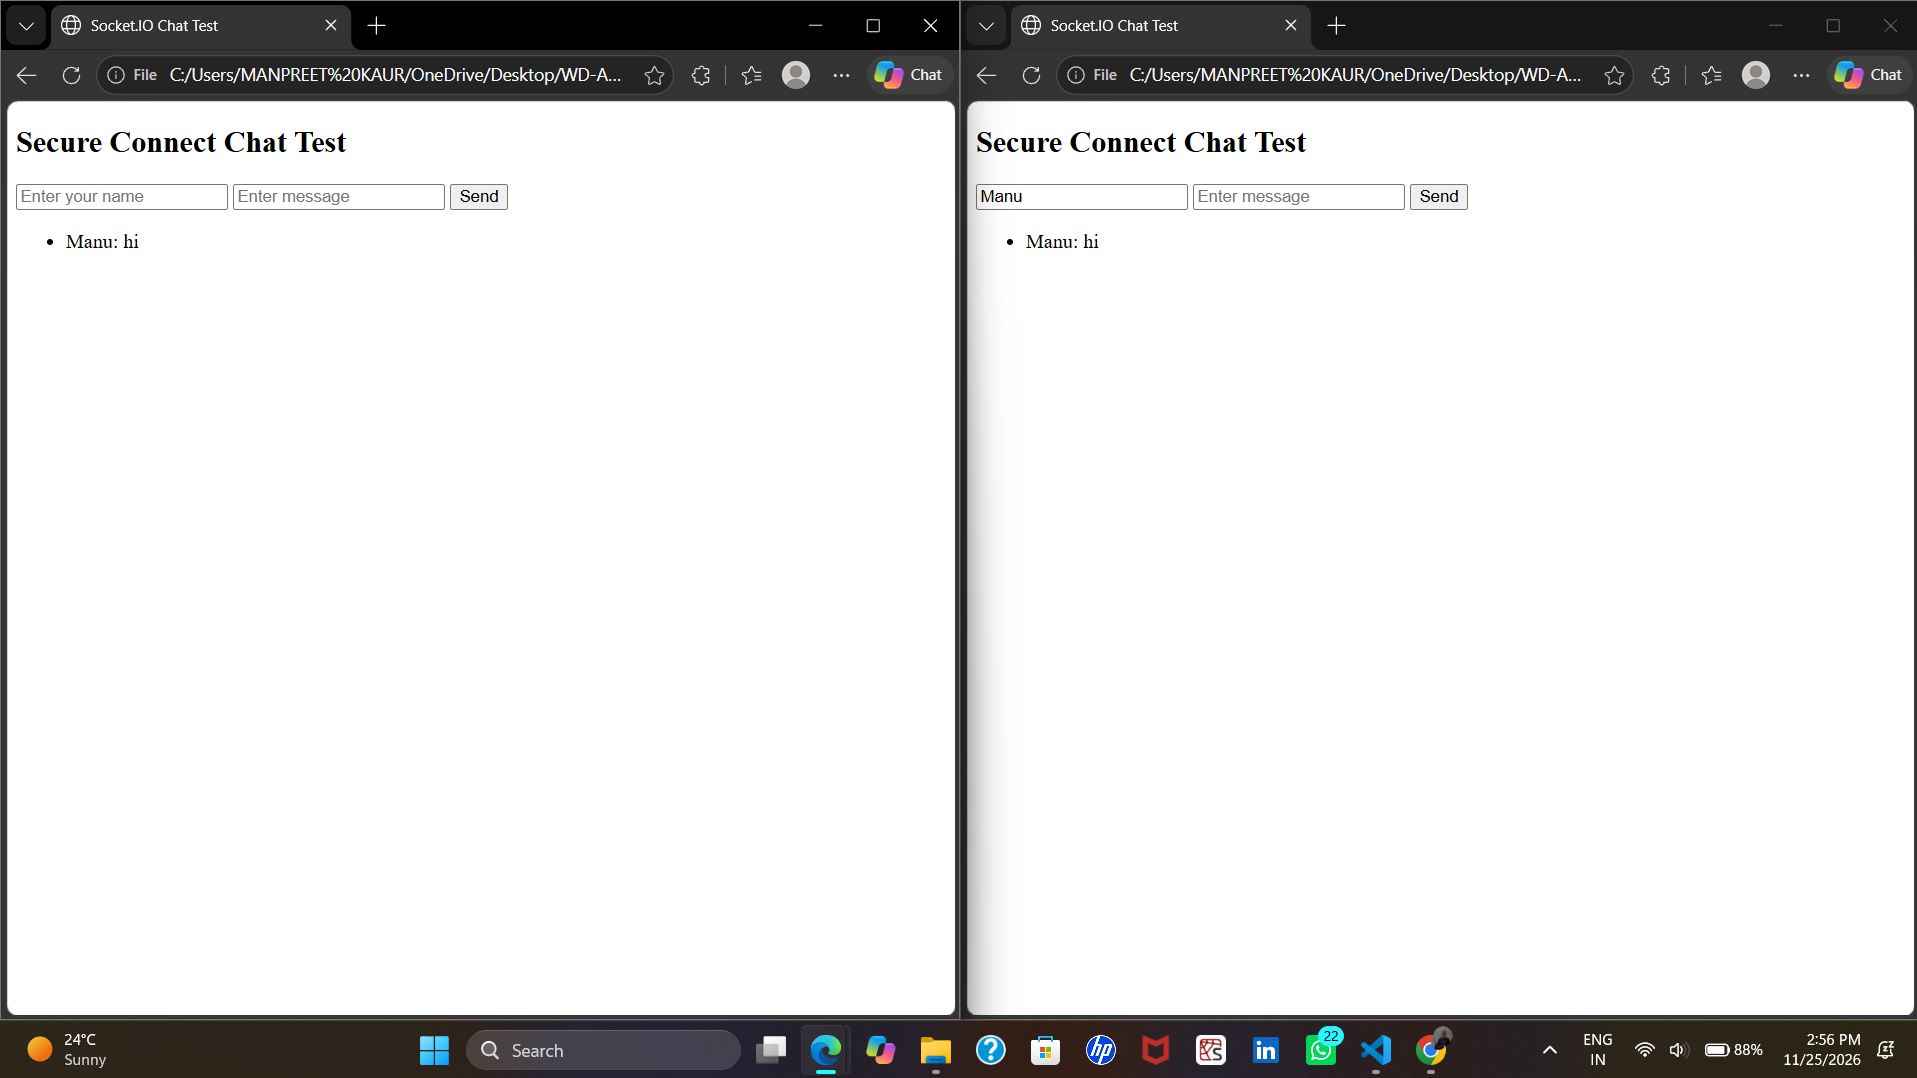 Socket.IO Chat Test
File C:/Users/MANPREET%20KAUR/OneDrive/Desktop/WD-A... Chat
Secure Connect Chat Test
Enter your name Enter message Send
Manu: hi
Socket.IO Chat Test
File C:/Users/MANPREET%20KAUR/OneDrive/Desktop/WD-A... Chat
Secure Connect Chat Test
Manu Enter message Send
Manu: hi
24°C
Sunny
Search
hp
in
22
ENG
IN
88%
2:56 PM
11/25/2026